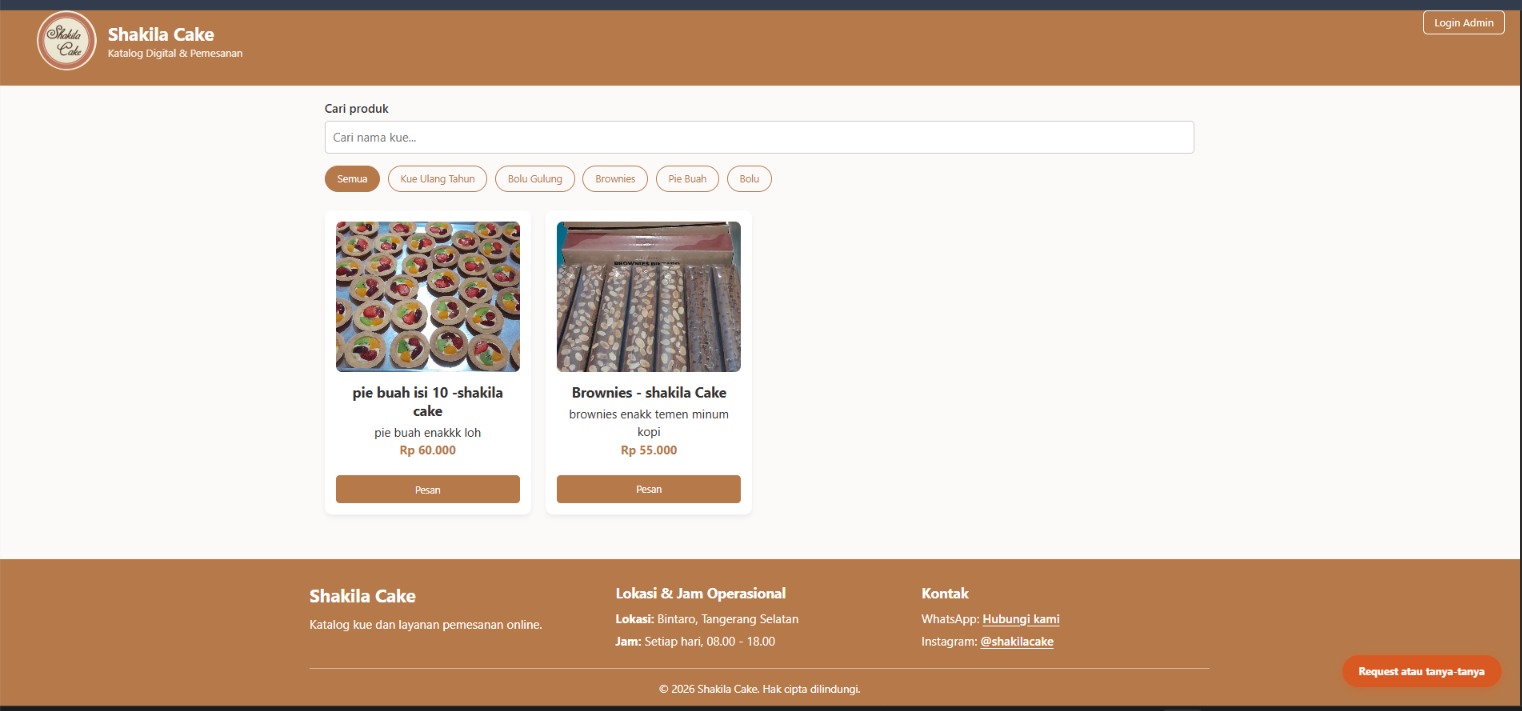 Shakila
Cake
Shakila Cake
Katalog Digital & Pemesanan
Login Admin
Cari produk
Cari nama kue...
Semua
Kue Ulang Tahun
Bolu Gulung
Brownies
Pie Buah
Bolu
pie buah isi 10 -shakila
cake
pie buah enakkk loh
Rp 60.000
Pesan
Brownies - shakila Cake
brownies enakk temen minum
kopi
Rp 55.000
Pesan
Shakila Cake
Katalog kue dan layanan pemesanan online.
Lokasi & Jam Operasional
Lokasi: Bintaro, Tangerang Selatan
Jam: Setiap hari, 08.00 - 18.00
Kontak
WhatsApp: Hubungi kami
Instagram: @shakilacake
Request atau tanya-tanya
© 2026 Shakila Cake. Hak cipta dilindungi.